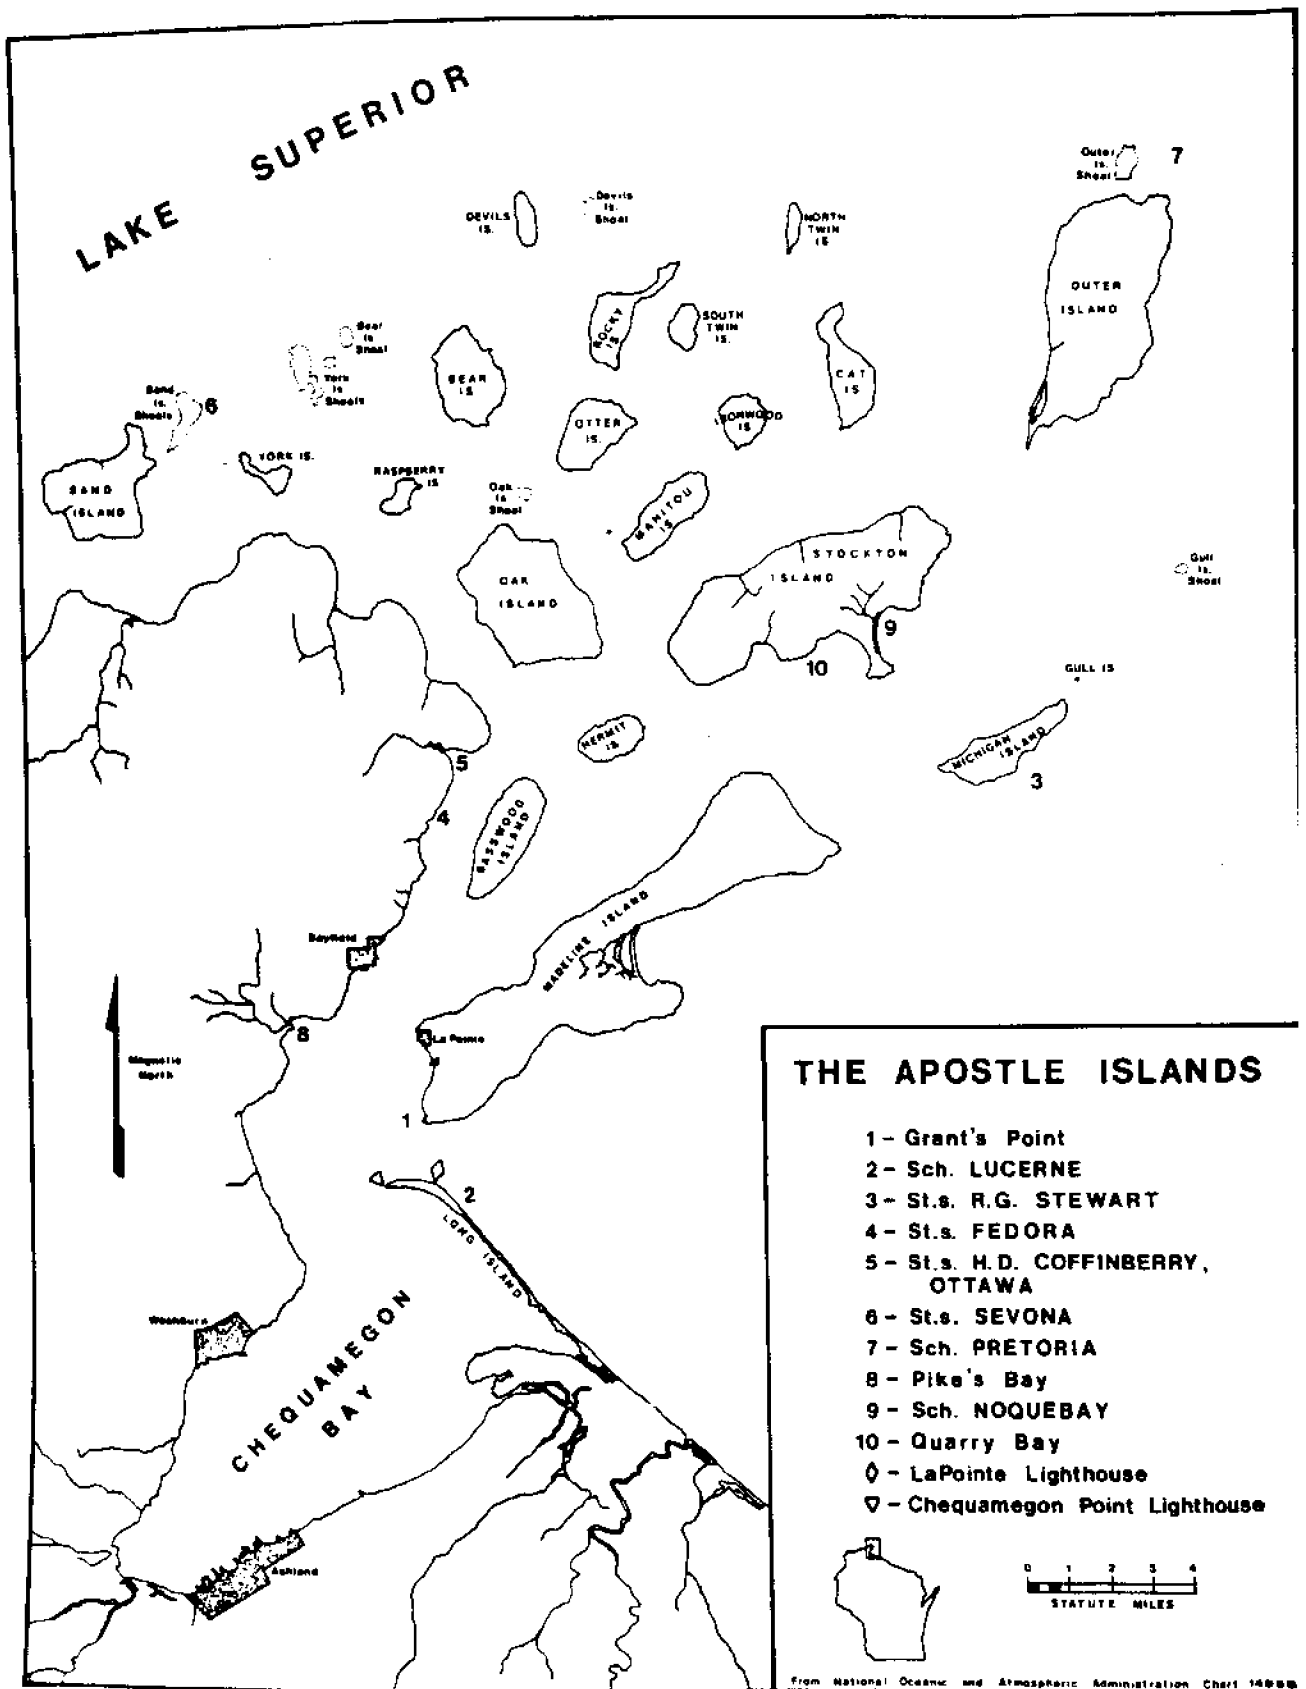 LAKE SUPERIOR
Outer
Is.
Shoal
7
DEVILS
IS.
Devils
Is.
Shoal
NORTH
TWIN
IS
OUTER
ISLAND
ROCKY
IS
SOUTH
TWIN
IS.
Bear
Is
Shoal
York
Is
Shoals
BEAR
IS
CAT
IS
Sand
Is.
Shoals
6
OTTER
IS.
IRONWOOD
IS
YORK IS.
RASPBERRY
IS
Oak
Is
Shoal
SAND
ISLAND
MANITOU
IS
STOCKTON
ISLAND
Gull
Is.
Shoal
OAK
ISLAND
9
10
GULL IS
HERMIT
IS
MICHIGAN
ISLAND
3
5
4
BASSWOOD
ISLAND
MADELINE ISLAND
Bayfield
8
La Pointe
Magnetic
North
1
2
LONG ISLAND
Washburn
CHEQUAMEGON
BAY
Ashland
THE APOSTLE ISLANDS
1 - Grant's Point
2 - Sch. LUCERNE
3 - St.s. R.G. STEWART
4 - St.s. FEDORA
5 - St.s. H.D. COFFINBERRY,
OTTAWA
6 - St.s. SEVONA
7 - Sch. PRETORIA
8 - Pike's Bay
9 - Sch. NOQUEBAY
10 - Quarry Bay
- LaPointe Lighthouse
- Chequamegon Point Lighthouse
0 1 2 3 4
STATUTE MILES
From National Oceanic and Atmospheric Administration Chart